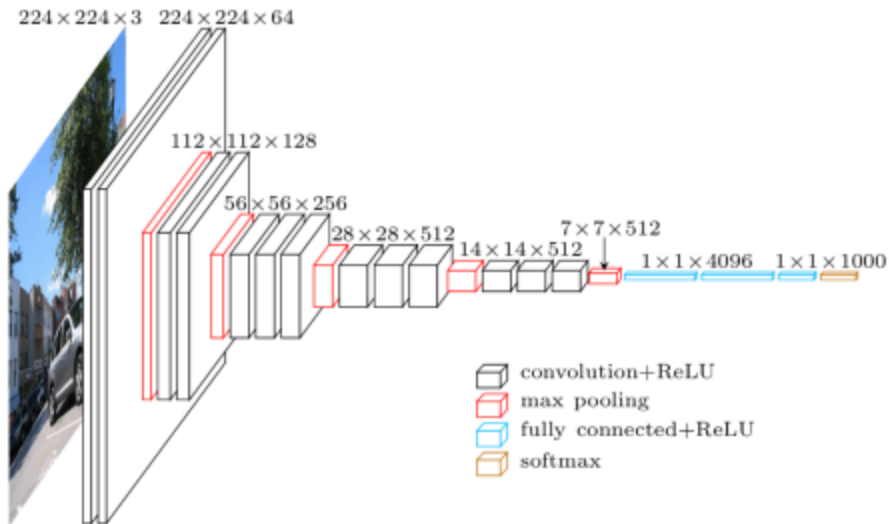 224×224×3
224×224×64
112×112×128
56×56×256
28×28×512
14×14×512
7×7×512
1×1×4096
1×1×1000
convolution+ReLU
max pooling
fully connected+ReLU
softmax